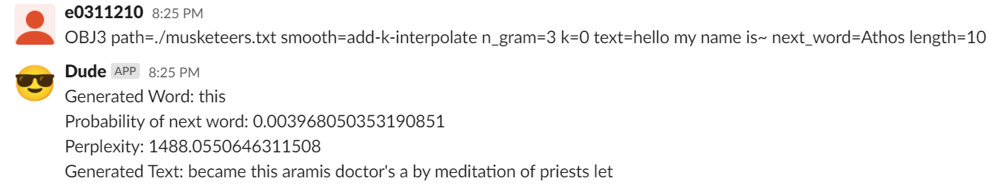 e0311210 8:25 PM
OBJ3 path=./musketeers.txt smooth=add-k-interpolate n_gram=3 k=0 text=hello my name is~ next_word=Athos length=10
Dude APP 8:25 PM
Generated Word: this
Probability of next word: 0.003968050353190851
Perplexity: 1488.0550646311508
Generated Text: became this aramis doctor's a by meditation of priests let